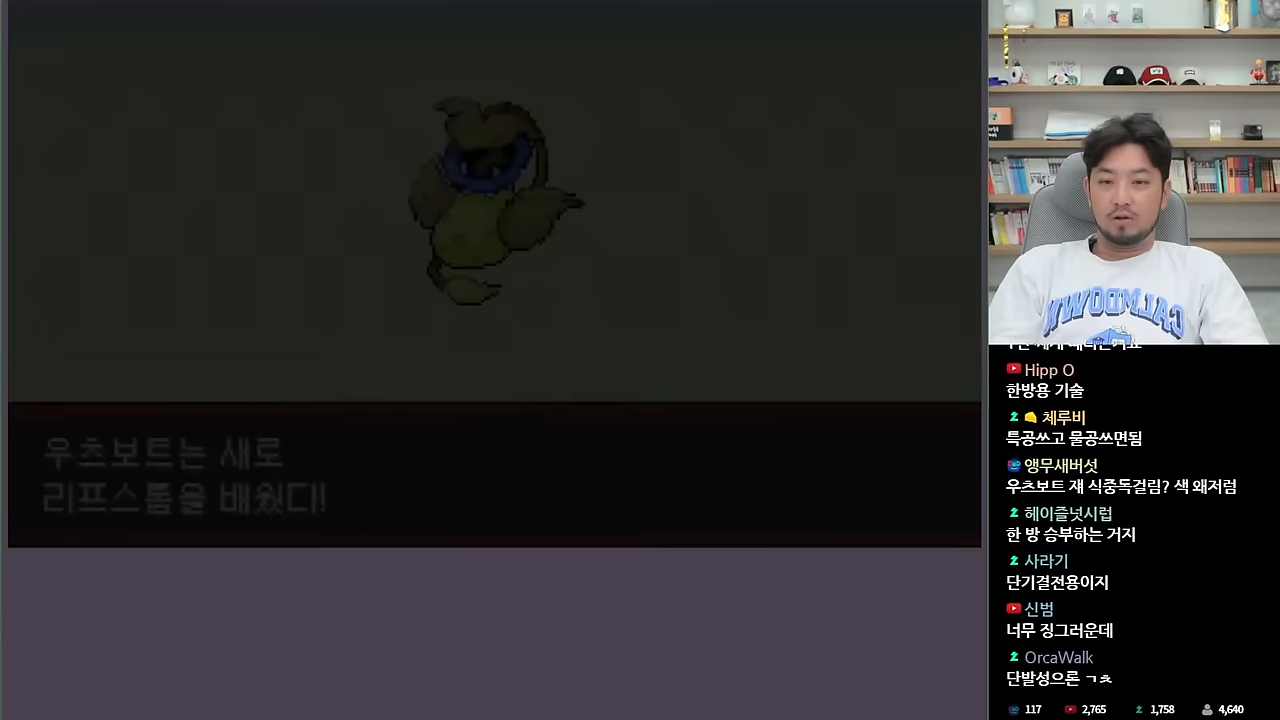 우츠보트는 새로
리프스톰을 배웠다!
CALMDOWN
Hipp O
한방용 기술
체루비
특공쓰고 물공쓰면됨
앵무새버섯
우츠보트 쟤 식중독걸림? 색 왜저럼
헤이즐넛시럽
한 방 승부하는 거지
사라기
단기결전용이지
신범
너무 징그러운데
OrcaWalk
단발성으론 ㄱㅊ
117 2,765 1,758 4,640